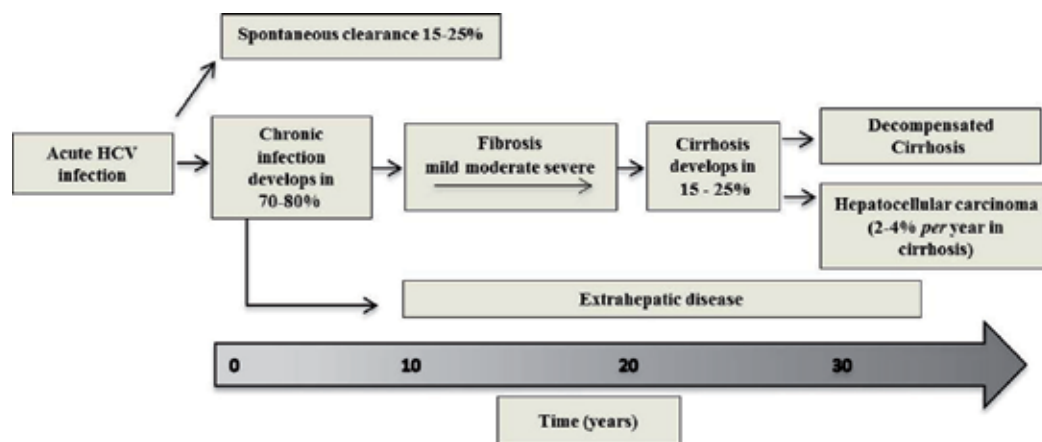 Spontaneous clearance 15-25%
Acute HCV
infection
Chronic
infection
develops in
70-80%
Fibrosis
mild moderate severe
Cirrhosis
develops in
15 - 25%
Decompensated
Cirrhosis
Hepatocellular carcinoma
(2-4% per year in
cirrhosis)
Extrahepatic disease
0 10 20 30
Time (years)